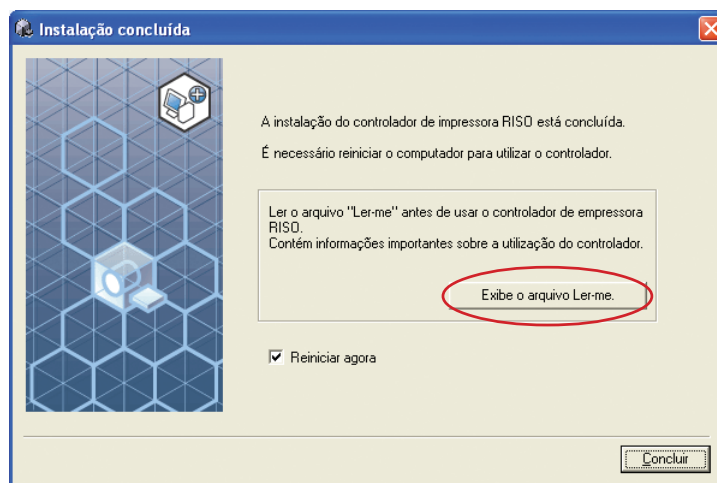 Instalação concluída
A instalação do controlador de impressora RISO está concluída.
É necessário reiniciar o computador para utilizar o controlador.
Ler o arquivo "Ler-me" antes de usar o controlador de empressora
RISO.
Contém informações importantes sobre a utilização do controlador.
Exibe o arquivo Ler-me.
Reiniciar agora
Concluir